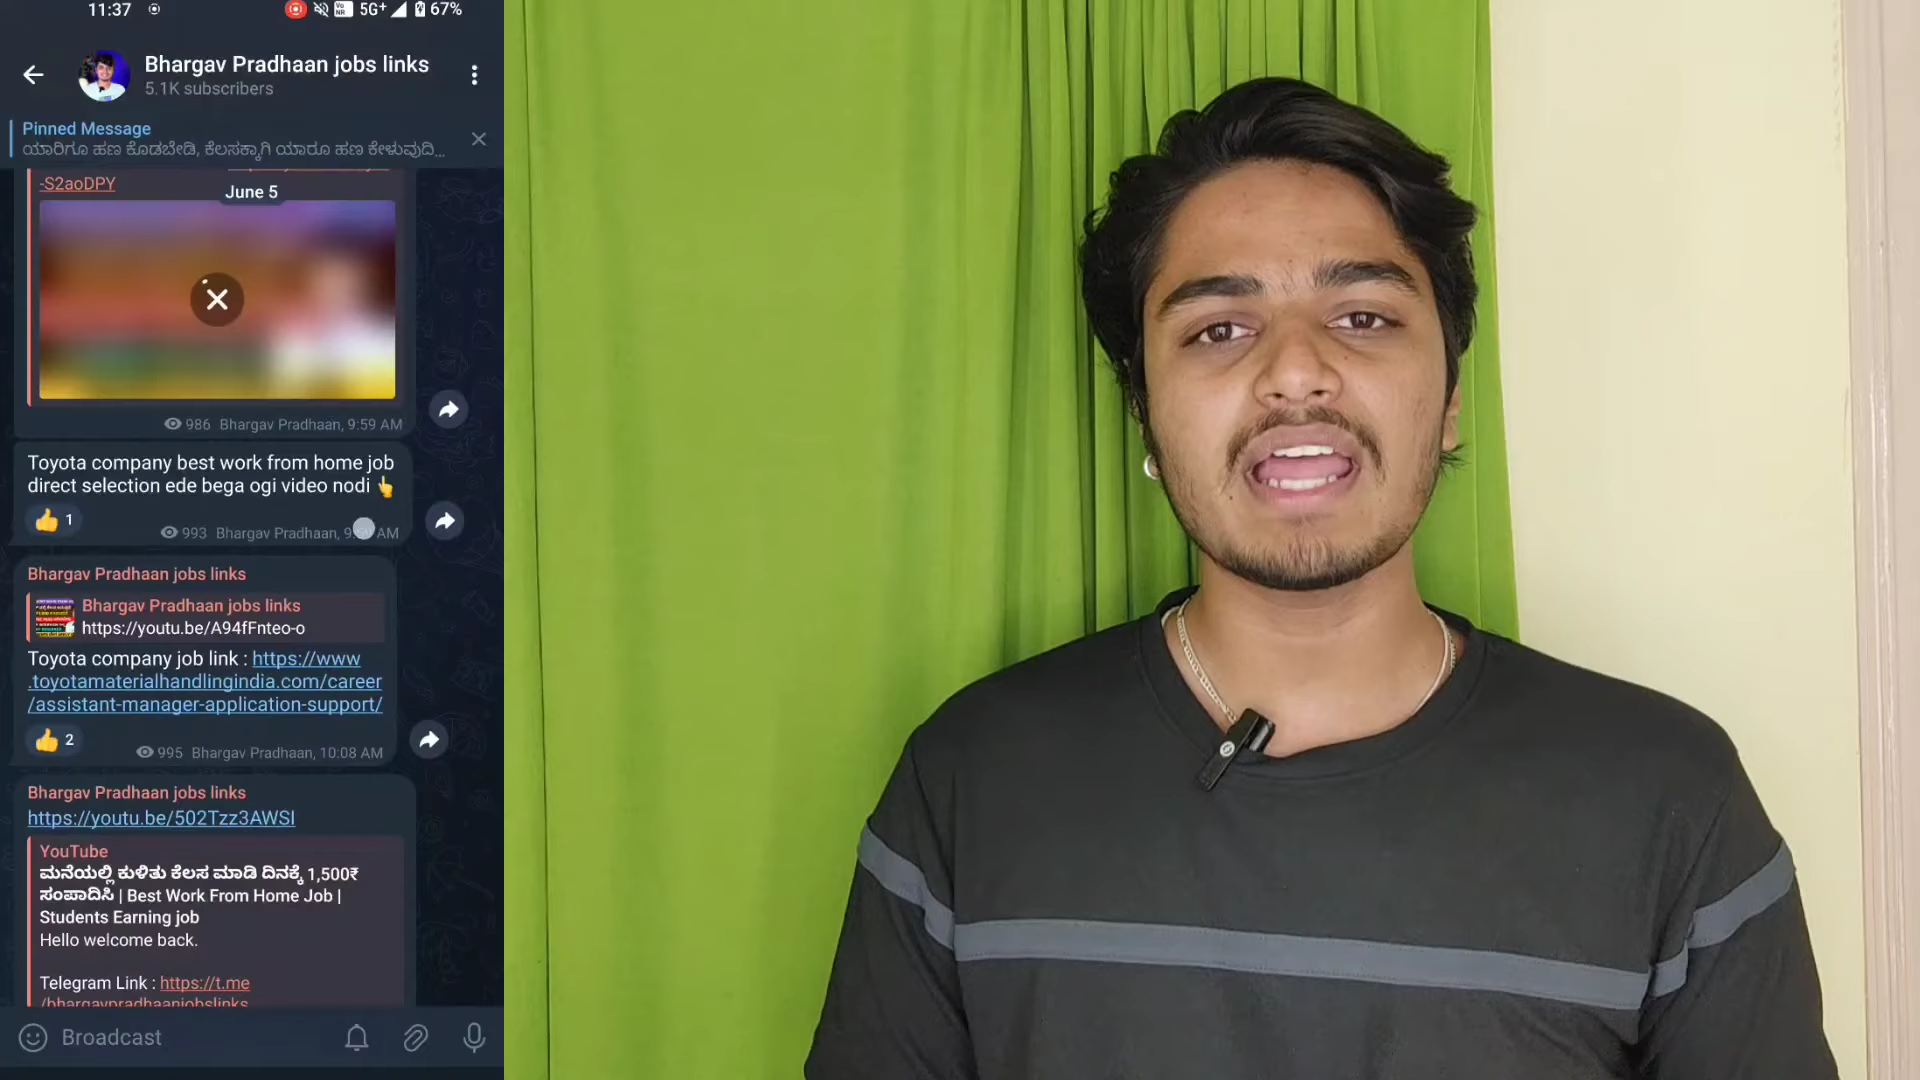 11:37
5G+ 67%
Bhargav Pradhaan jobs links
5.1K subscribers
Pinned Message
ಯಾರಿಗೂ ಹಣ ಕೊಡಬೇಡಿ, ಕೆಲಸಕ್ಕಾಗಿ ಯಾರೂ ಹಣ ಕೇಳುವುದಿ...
-S2aoDPY
June 5
986 Bhargav Pradhaan, 9:59 AM
Toyota company best work from home job
direct selection ede bega ogi video nodi 👆
👍 1
993 Bhargav Pradhaan, AM
Bhargav Pradhaan jobs links
Bhargav Pradhaan jobs links
https://youtu.be/A94fFnteo-o
Toyota company job link : https://www
.toyotamaterialhandlingindia.com/career
/assistant-manager-application-support/
👍 2
995 Bhargav Pradhaan, 10:08 AM
Bhargav Pradhaan jobs links
https://youtu.be/502Tzz3AWSI
YouTube
ಮನೆಯಲ್ಲಿ ಕುಳಿತು ಕೆಲಸ ಮಾಡಿ ದಿನಕ್ಕೆ 1,500₹
ಸಂಪಾದಿಸಿ | Best Work From Home Job |
Students Earning job
Hello welcome back.
Telegram Link : https://t.me
/bhargavpradhaanjobslinks
Broadcast